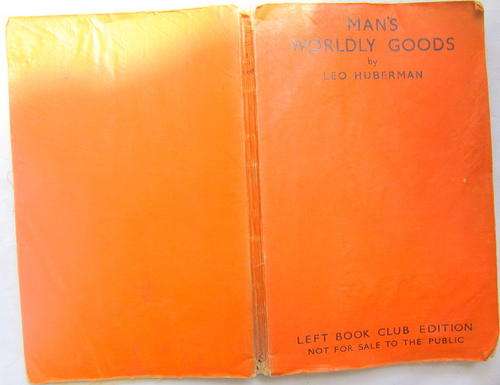 MAN'S
WORLDLY GOODS
by
LEO HUBERMAN
LEFT BOOK CLUB EDITION
NOT FOR SALE TO THE PUBLIC